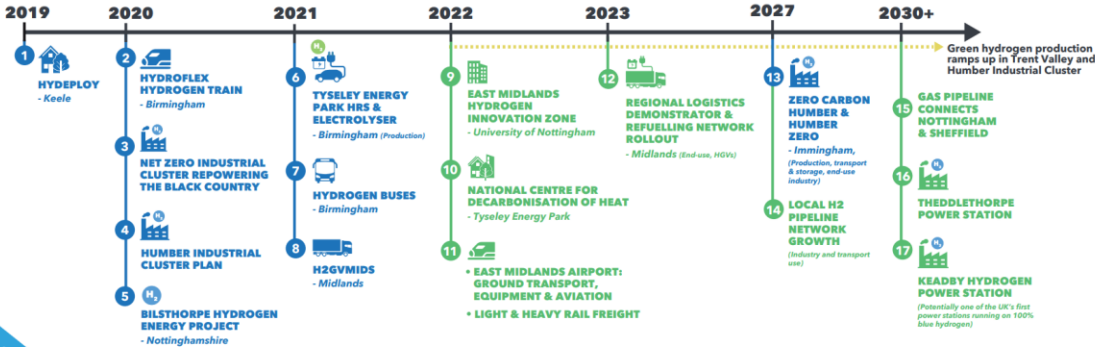 2019
2020
2021
2022
2023
2027
2030+
Green hydrogen production
ramps up in Trent Valley and
Humber Industrial Cluster
1
HYDEPLOY
- Keele
2
HYDROFLEX
HYDROGEN TRAIN
- Birmingham
3
H₂
NET ZERO INDUSTRIAL
CLUSTER REPOWERING
THE BLACK COUNTRY
4
H₂
HUMBER INDUSTRIAL
CLUSTER PLAN
5
H₂
BILSTHORPE HYDROGEN
ENERGY PROJECT
- Nottinghamshire
6
H₂
TYSELEY ENERGY
PARK HRS &
ELECTROLYSER
- Birmingham (Production)
7
HYDROGEN BUSES
- Birmingham
8
H2GVMIDS
- Midlands
9
EAST MIDLANDS
HYDROGEN
INNOVATION ZONE
- University of Nottingham
10
NATIONAL CENTRE FOR
DECARBONISATION OF HEAT
- Tyseley Energy Park
11
• EAST MIDLANDS AIRPORT:
GROUND TRANSPORT,
EQUIPMENT & AVIATION
• LIGHT & HEAVY RAIL FREIGHT
12
REGIONAL LOGISTICS
DEMONSTRATOR &
REFUELLING NETWORK
ROLLOUT
- Midlands (End-use, HGVs)
13
H₂
ZERO CARBON
HUMBER &
HUMBER
ZERO
- Immingham,
(Production, transport
& storage, end-use
industry)
14
LOCAL H2
PIPELINE
NETWORK
GROWTH
(Industry and transport
use)
15
GAS PIPELINE
CONNECTS
NOTTINGHAM
& SHEFFIELD
16
H₂
THEDDLETHORPE
POWER STATION
17
H₂
KEADBY HYDROGEN
POWER STATION
(Potentially one of the UK's first
power stations running on 100%
blue hydrogen)